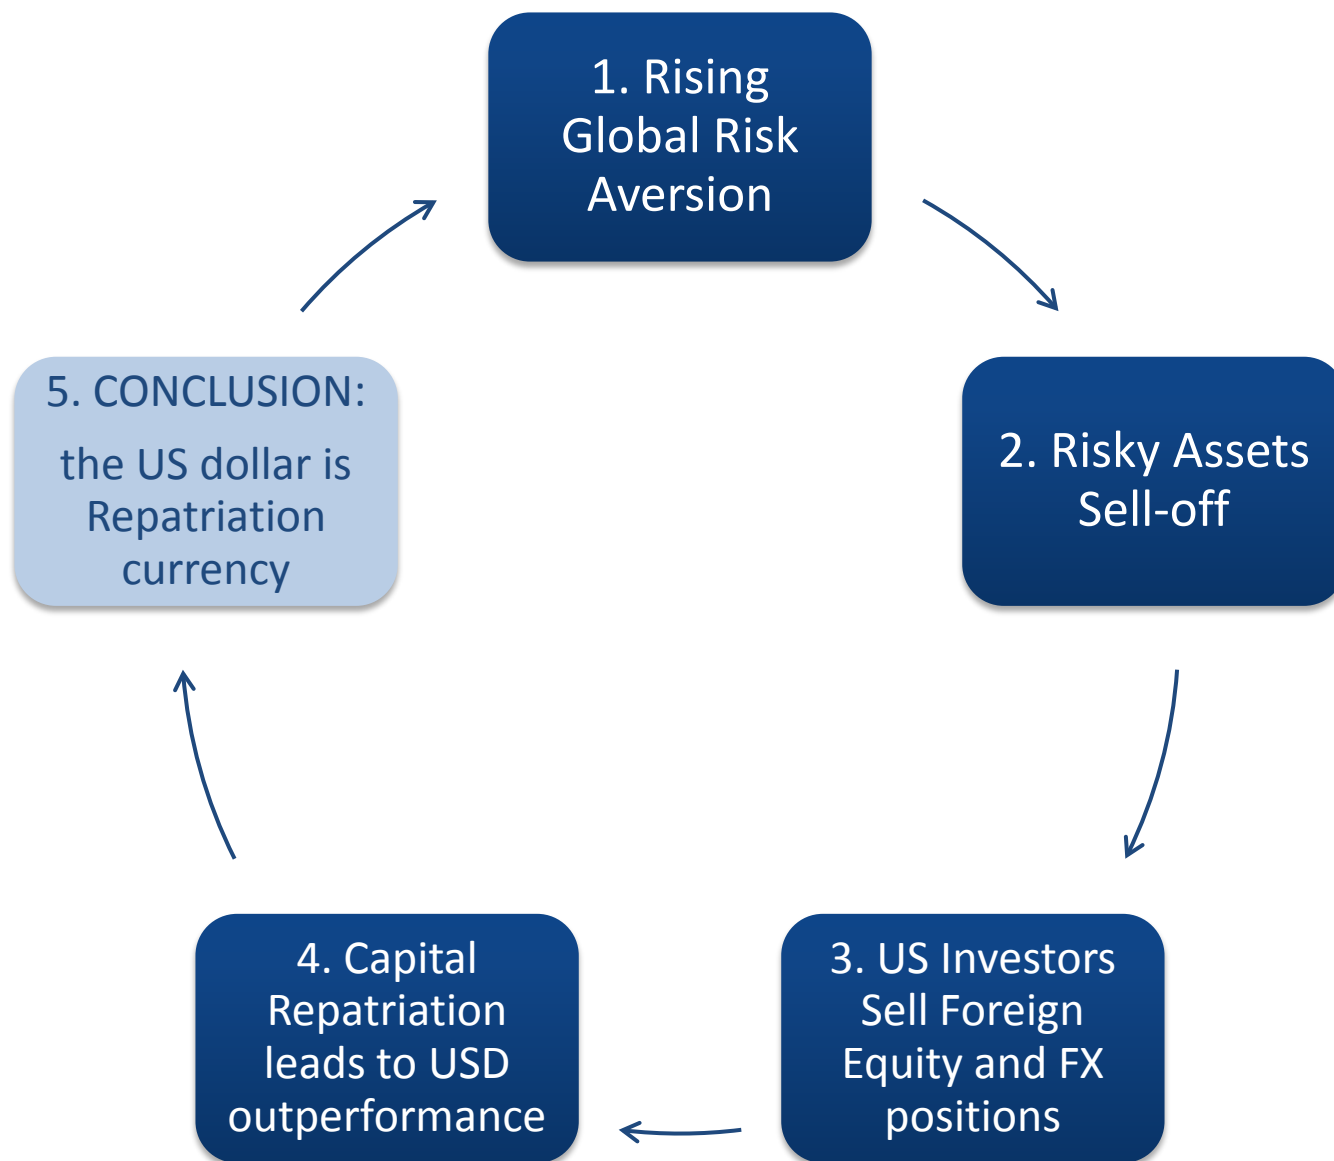 1. Rising
Global Risk
Aversion
2. Risky Assets
Sell-off
3. US Investors
Sell Foreign
Equity and FX
positions
4. Capital
Repatriation
leads to USD
outperformance
5. CONCLUSION:
the US dollar is
Repatriation
currency